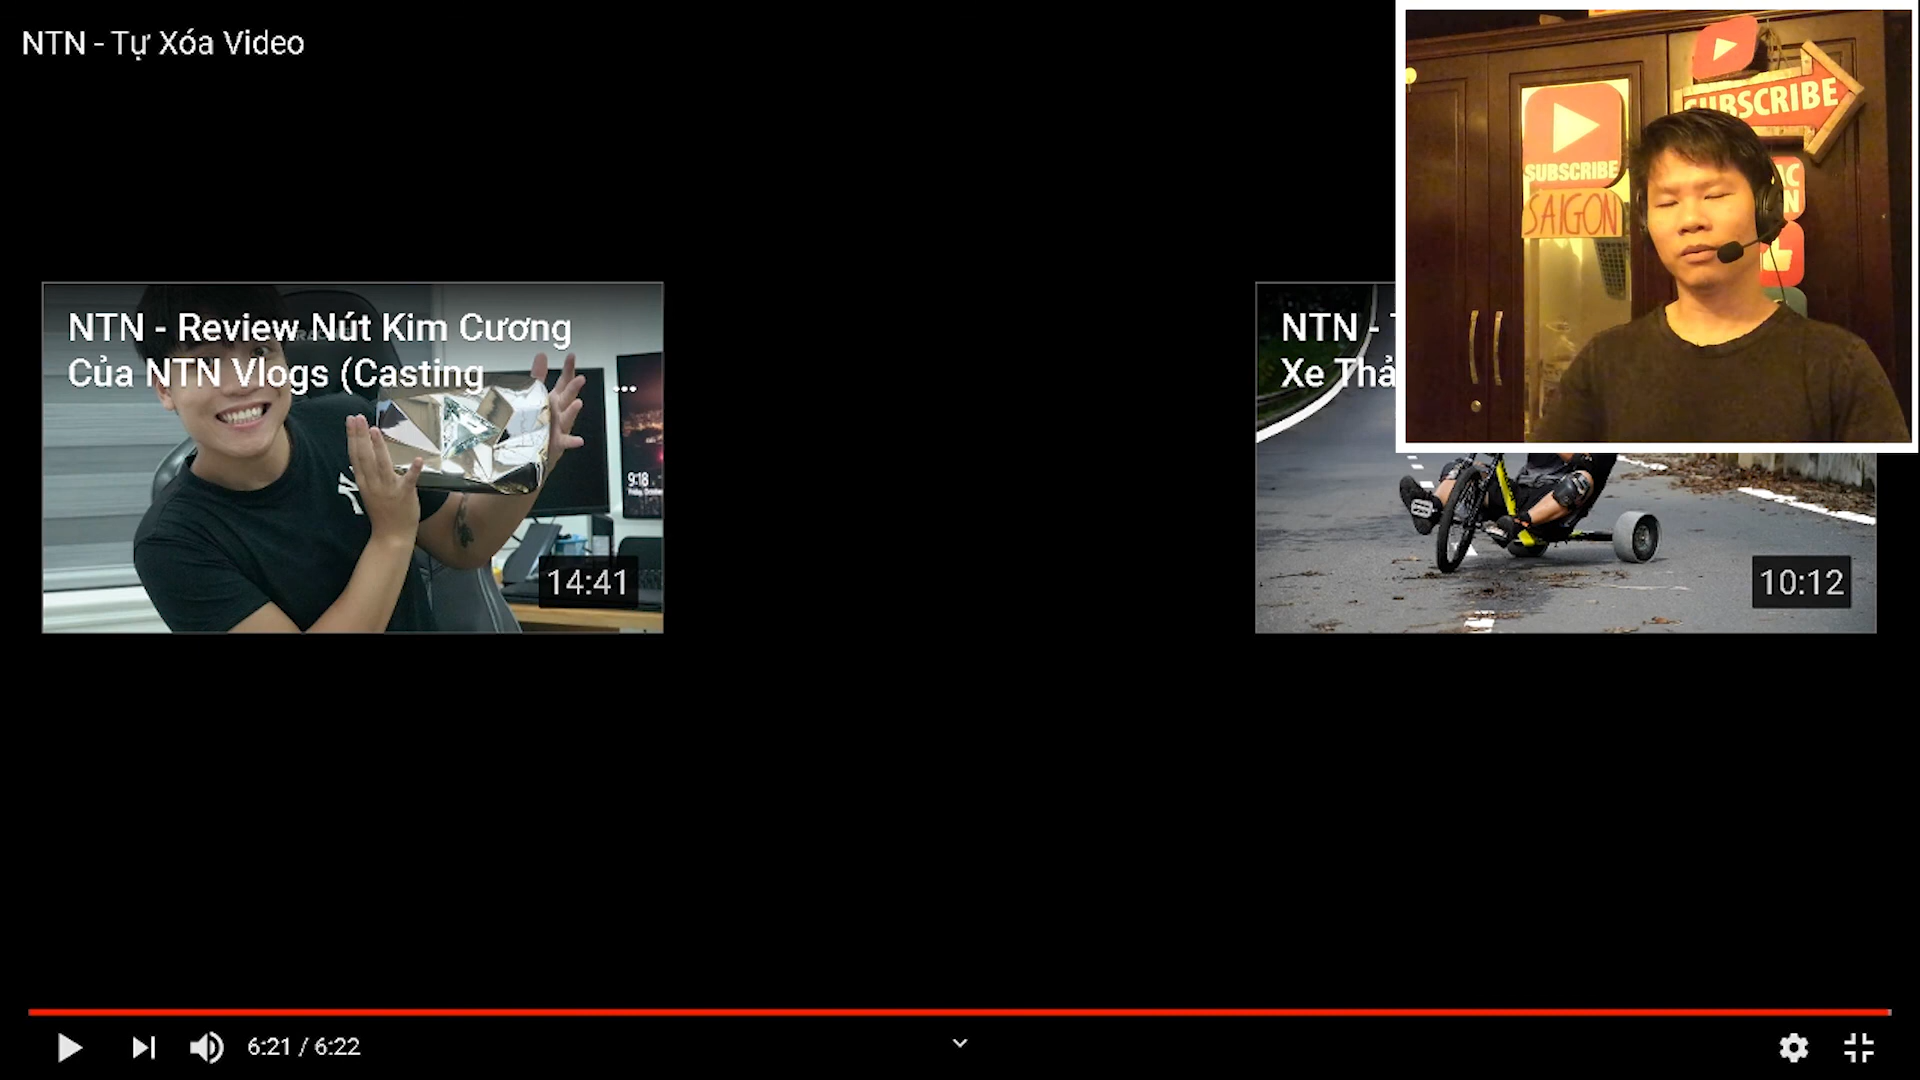 NTN - Tự Xóa Video
SUBSCRIBE
SUBSCRIBE
SAIGON
NTN - Review Nút Kim Cương
Của NTN Vlogs (Casting ...
9:18
14:41
NTN -
Xe Thả
10:12
6:21 / 6:22